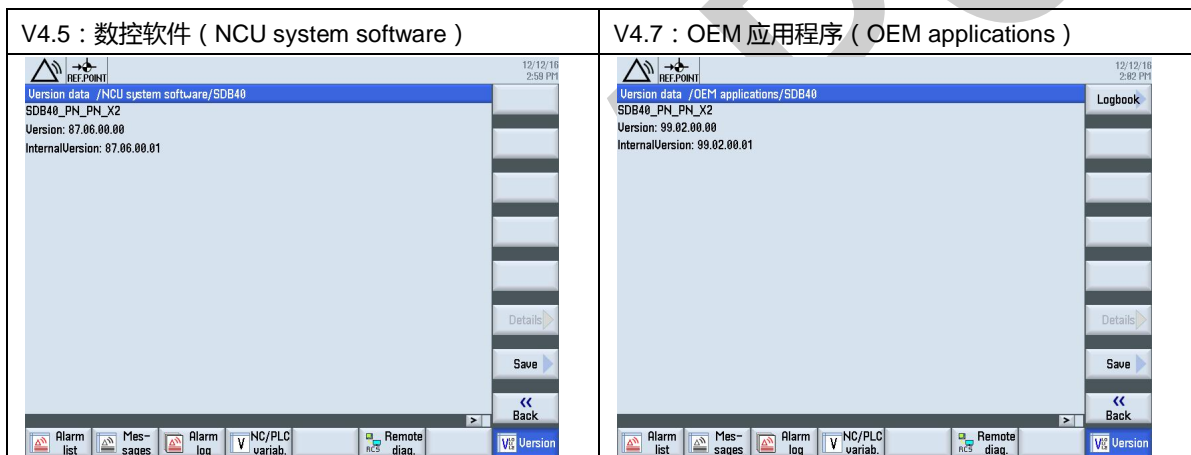 V4.5：数控软件（NCU system software）
V4.7：OEM 应用程序（OEM applications）
REF.POINT
12/12/16
2:59 PM
Version data /NCU system software/SDB40
SDB40_PN_PN_X2
Version: 87.06.00.00
InternalVersion: 87.06.00.01
Details
Save
«
Back
>
Alarm
list
Mes-
sages
Alarm
log
V
NC/PLC
variab.
RCS
Remote
diag.
Version
REF.POINT
12/12/16
2:02 PM
Version data /OEM applications/SDB40
Logbook
SDB40_PN_PN_X2
Version: 99.02.00.00
InternalVersion: 99.02.00.01
Details
Save
«
Back
>
Alarm
list
Mes-
sages
Alarm
log
V
NC/PLC
variab.
RCS
Remote
diag.
Version